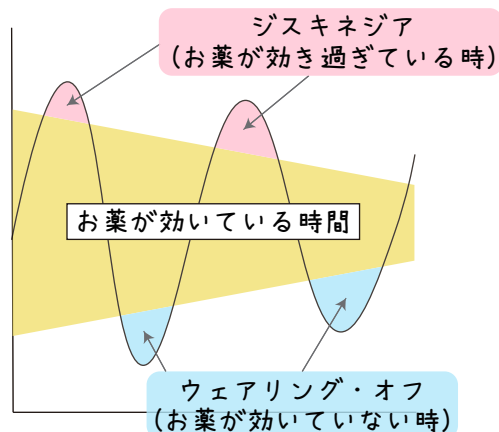 ジスキネジア
(お薬が効き過ぎている時)
お薬が効いている時間
ウェアリング・オフ
(お薬が効いていない時)